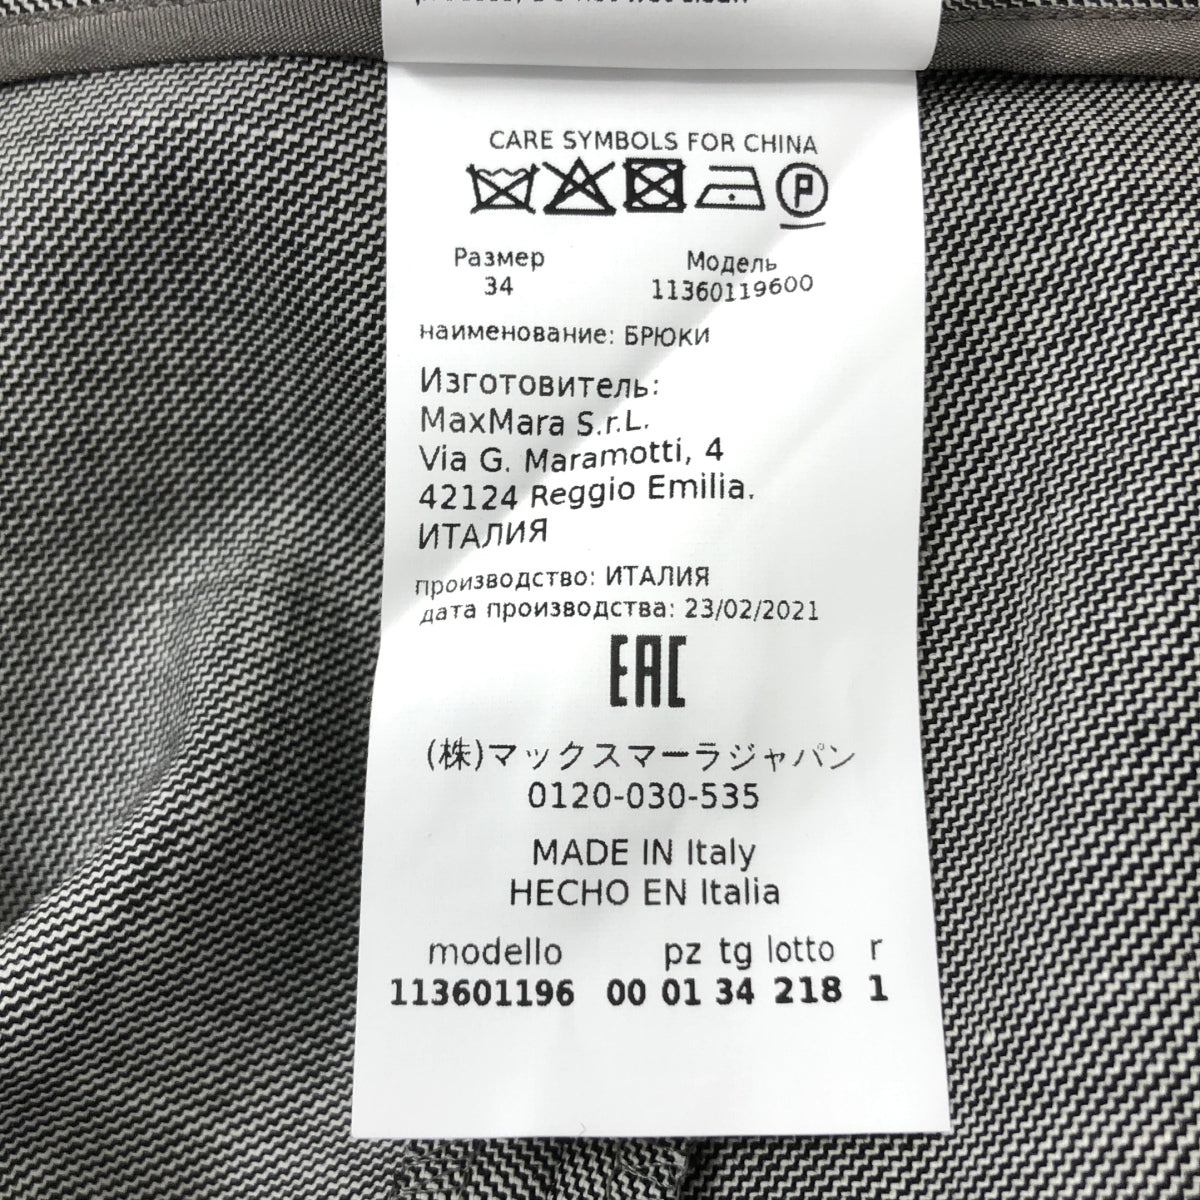 CARE SYMBOLS FOR CHINA
P
Размер Модель
34 11360119600
наименование: БРЮКИ
Изготовитель:
MaxMara S.r.L.
Via G. Maramotti, 4
42124 Reggio Emilia.
ИТАЛИЯ
производство: ИТАЛИЯ
дата производства: 23/02/2021
EAC
(株)マックスマーラジャパン
0120-030-535
MADE IN Italy
HECHO EN Italia
modello pz tg lotto r
113601196 00 01 34 218 1